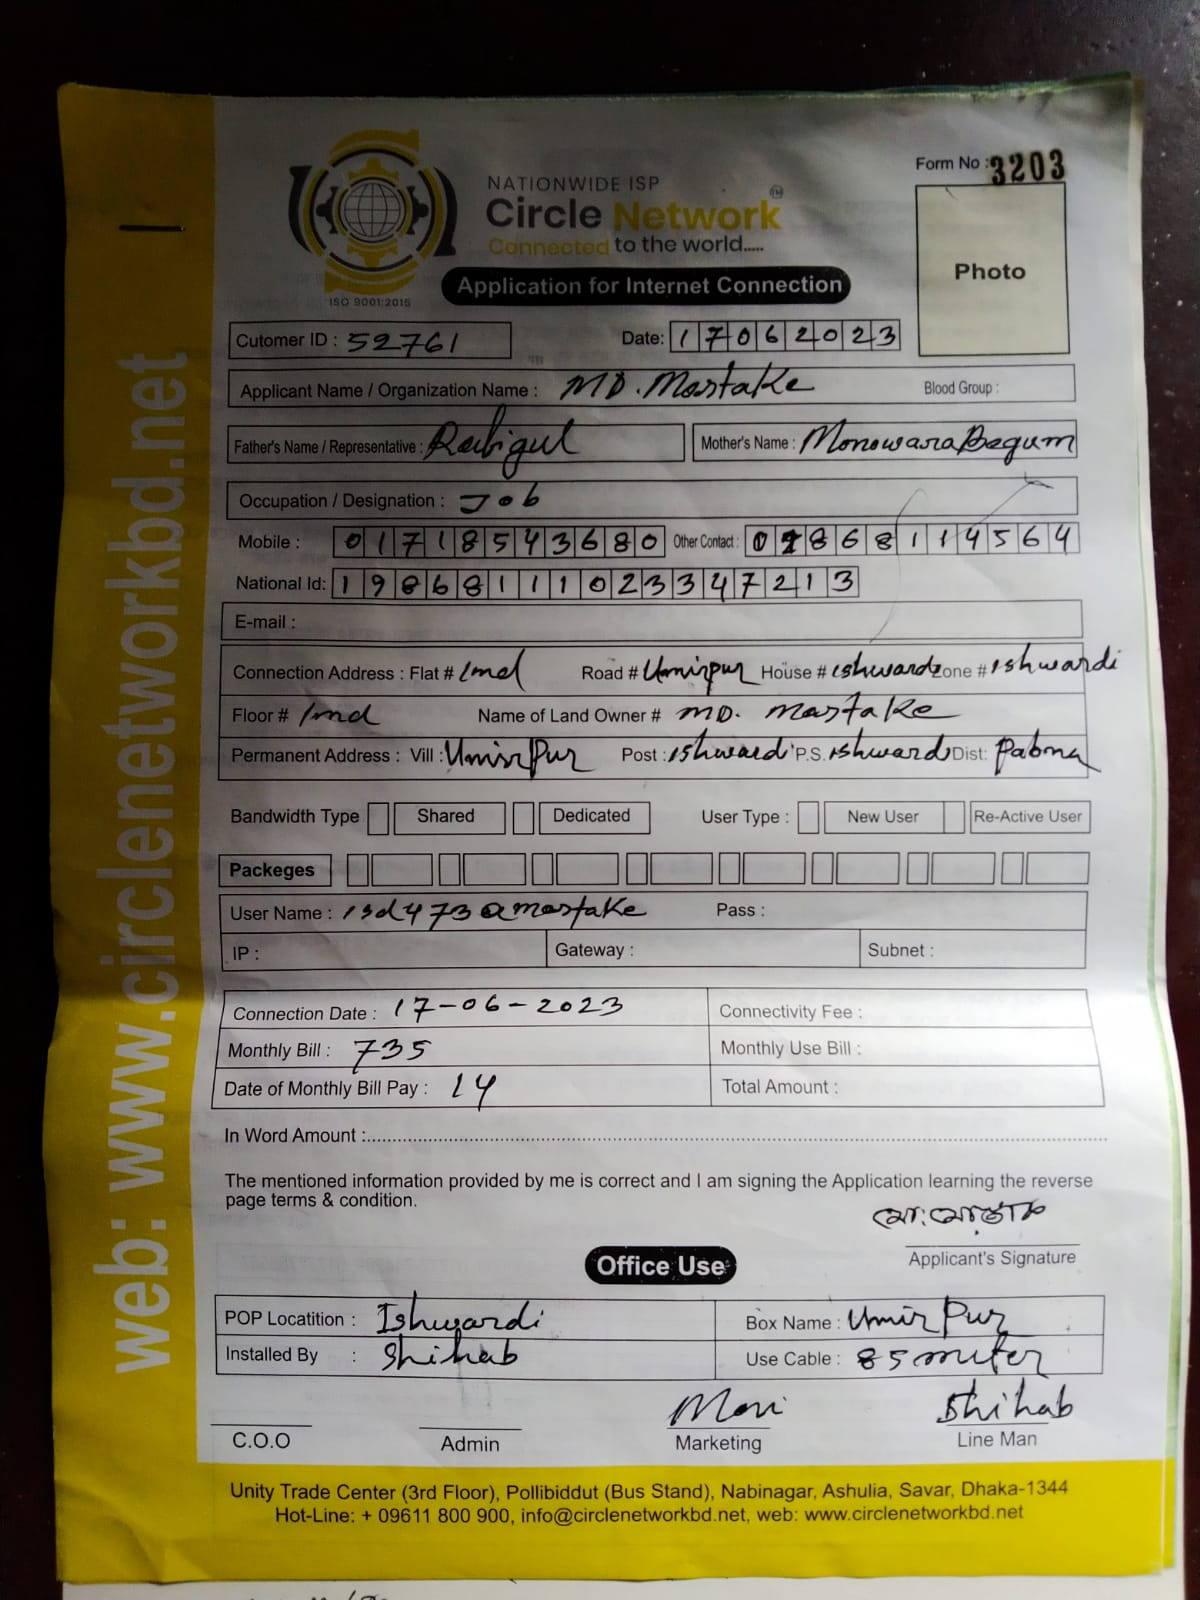 Form No : 3203
NATIONWIDE ISP
Circle Network TM
Connected to the world.....
ISO 9001:2015
Application for Internet Connection
Photo
Cutomer ID : 52761 Date: 17062023
Applicant Name / Organization Name : MD. Mostake Blood Group :
Father's Name / Representative : Rabigul Mother's Name : Monowara Begum
Occupation / Designation : Job
Mobile : 01718543680 Other Contact : 0186811 4564
National Id: 19868111023347213
E-mail :
Connection Address : Flat # Road # Umirpur House # ishwardi Zone # ishwardi
Floor # Name of Land Owner # MD. Mostake
Permanent Address : Vill : Umirpur Post : ishwardi P.S. ishwardi Dist: Pabna
Bandwidth Type Shared Dedicated User Type : New User Re-Active User
Packeges
User Name : isd473@mostake Pass :
IP : Gateway : Subnet :
Connection Date : 17-06-2023 Connectivity Fee :
Monthly Bill : 735 Monthly Use Bill :
Date of Monthly Bill Pay : 14 Total Amount :
In Word Amount :
The mentioned information provided by me is correct and I am signing the Application learning the reverse
page terms & condition.
মো: মোস্তাক
Applicant's Signature
Office Use
POP Locatition : Ishwardi Box Name : Umir Pur
Installed By : Shihab Use Cable : 85 miter
Shihab
C.O.O Admin Marketing Line Man
Unity Trade Center (3rd Floor), Pollibiddut (Bus Stand), Nabinagar, Ashulia, Savar, Dhaka-1344
Hot-Line: + 09611 800 900, info@circlenetworkbd.net, web: www.circlenetworkbd.net
web: www.circlenetworkbd.net